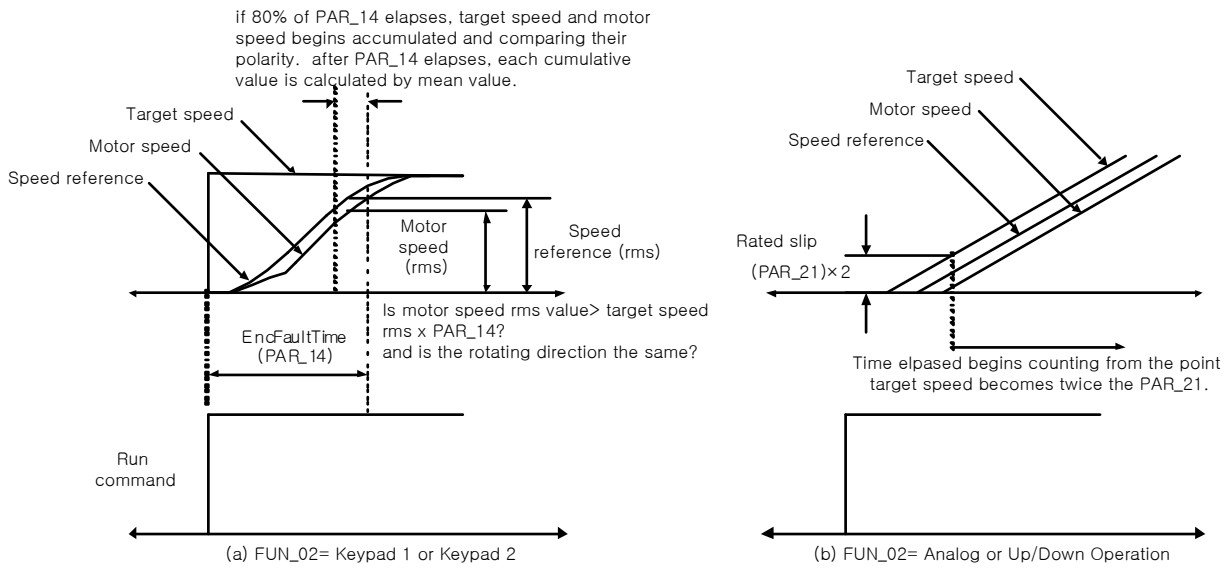 if 80% of PAR_14 elapses, target speed and motor
speed begins accumulated and comparing their
polarity. after PAR_14 elapses, each cumulative
value is calculated by mean value.
Target speed
Motor speed
Speed reference
Motor
speed
(rms)
Speed
reference (rms)
Is motor speed rms value> target speed
rms x PAR_14?
and is the rotating direction the same?
EncFaultTime
(PAR_14)
Run
command
(a) FUN_02= Keypad 1 or Keypad 2
Target speed
Motor speed
Speed reference
Rated slip
(PAR_21)×2
Time elpased begins counting from the point
target speed becomes twice the PAR_21.
(b) FUN_02= Analog or Up/Down Operation